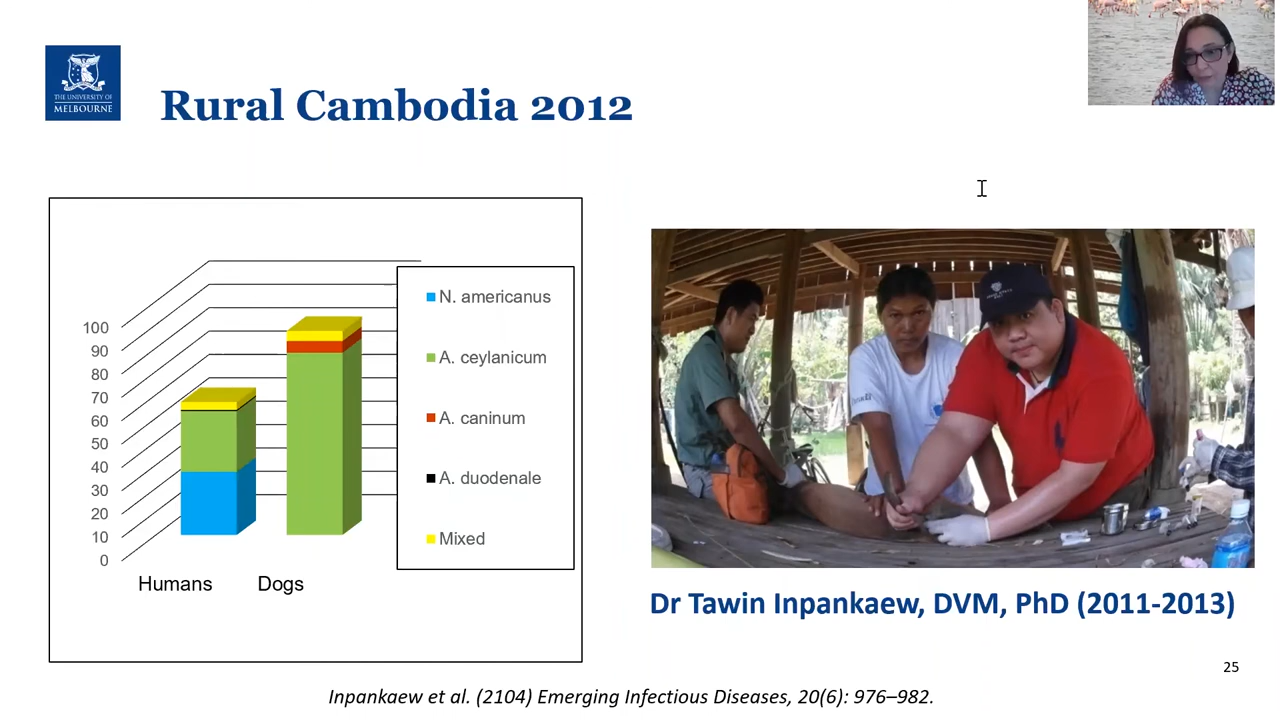 THE UNIVERSITY OF
MELBOURNE
Rural Cambodia 2012
100
90
80
70
60
50
40
30
20
10
0
Humans
Dogs
N. americanus
A. ceylanicum
A. caninum
A. duodenale
Mixed
Dr Tawin Inpankaew, DVM, PhD (2011-2013)
25
Inpankaew et al. (2104) Emerging Infectious Diseases, 20(6): 976–982.